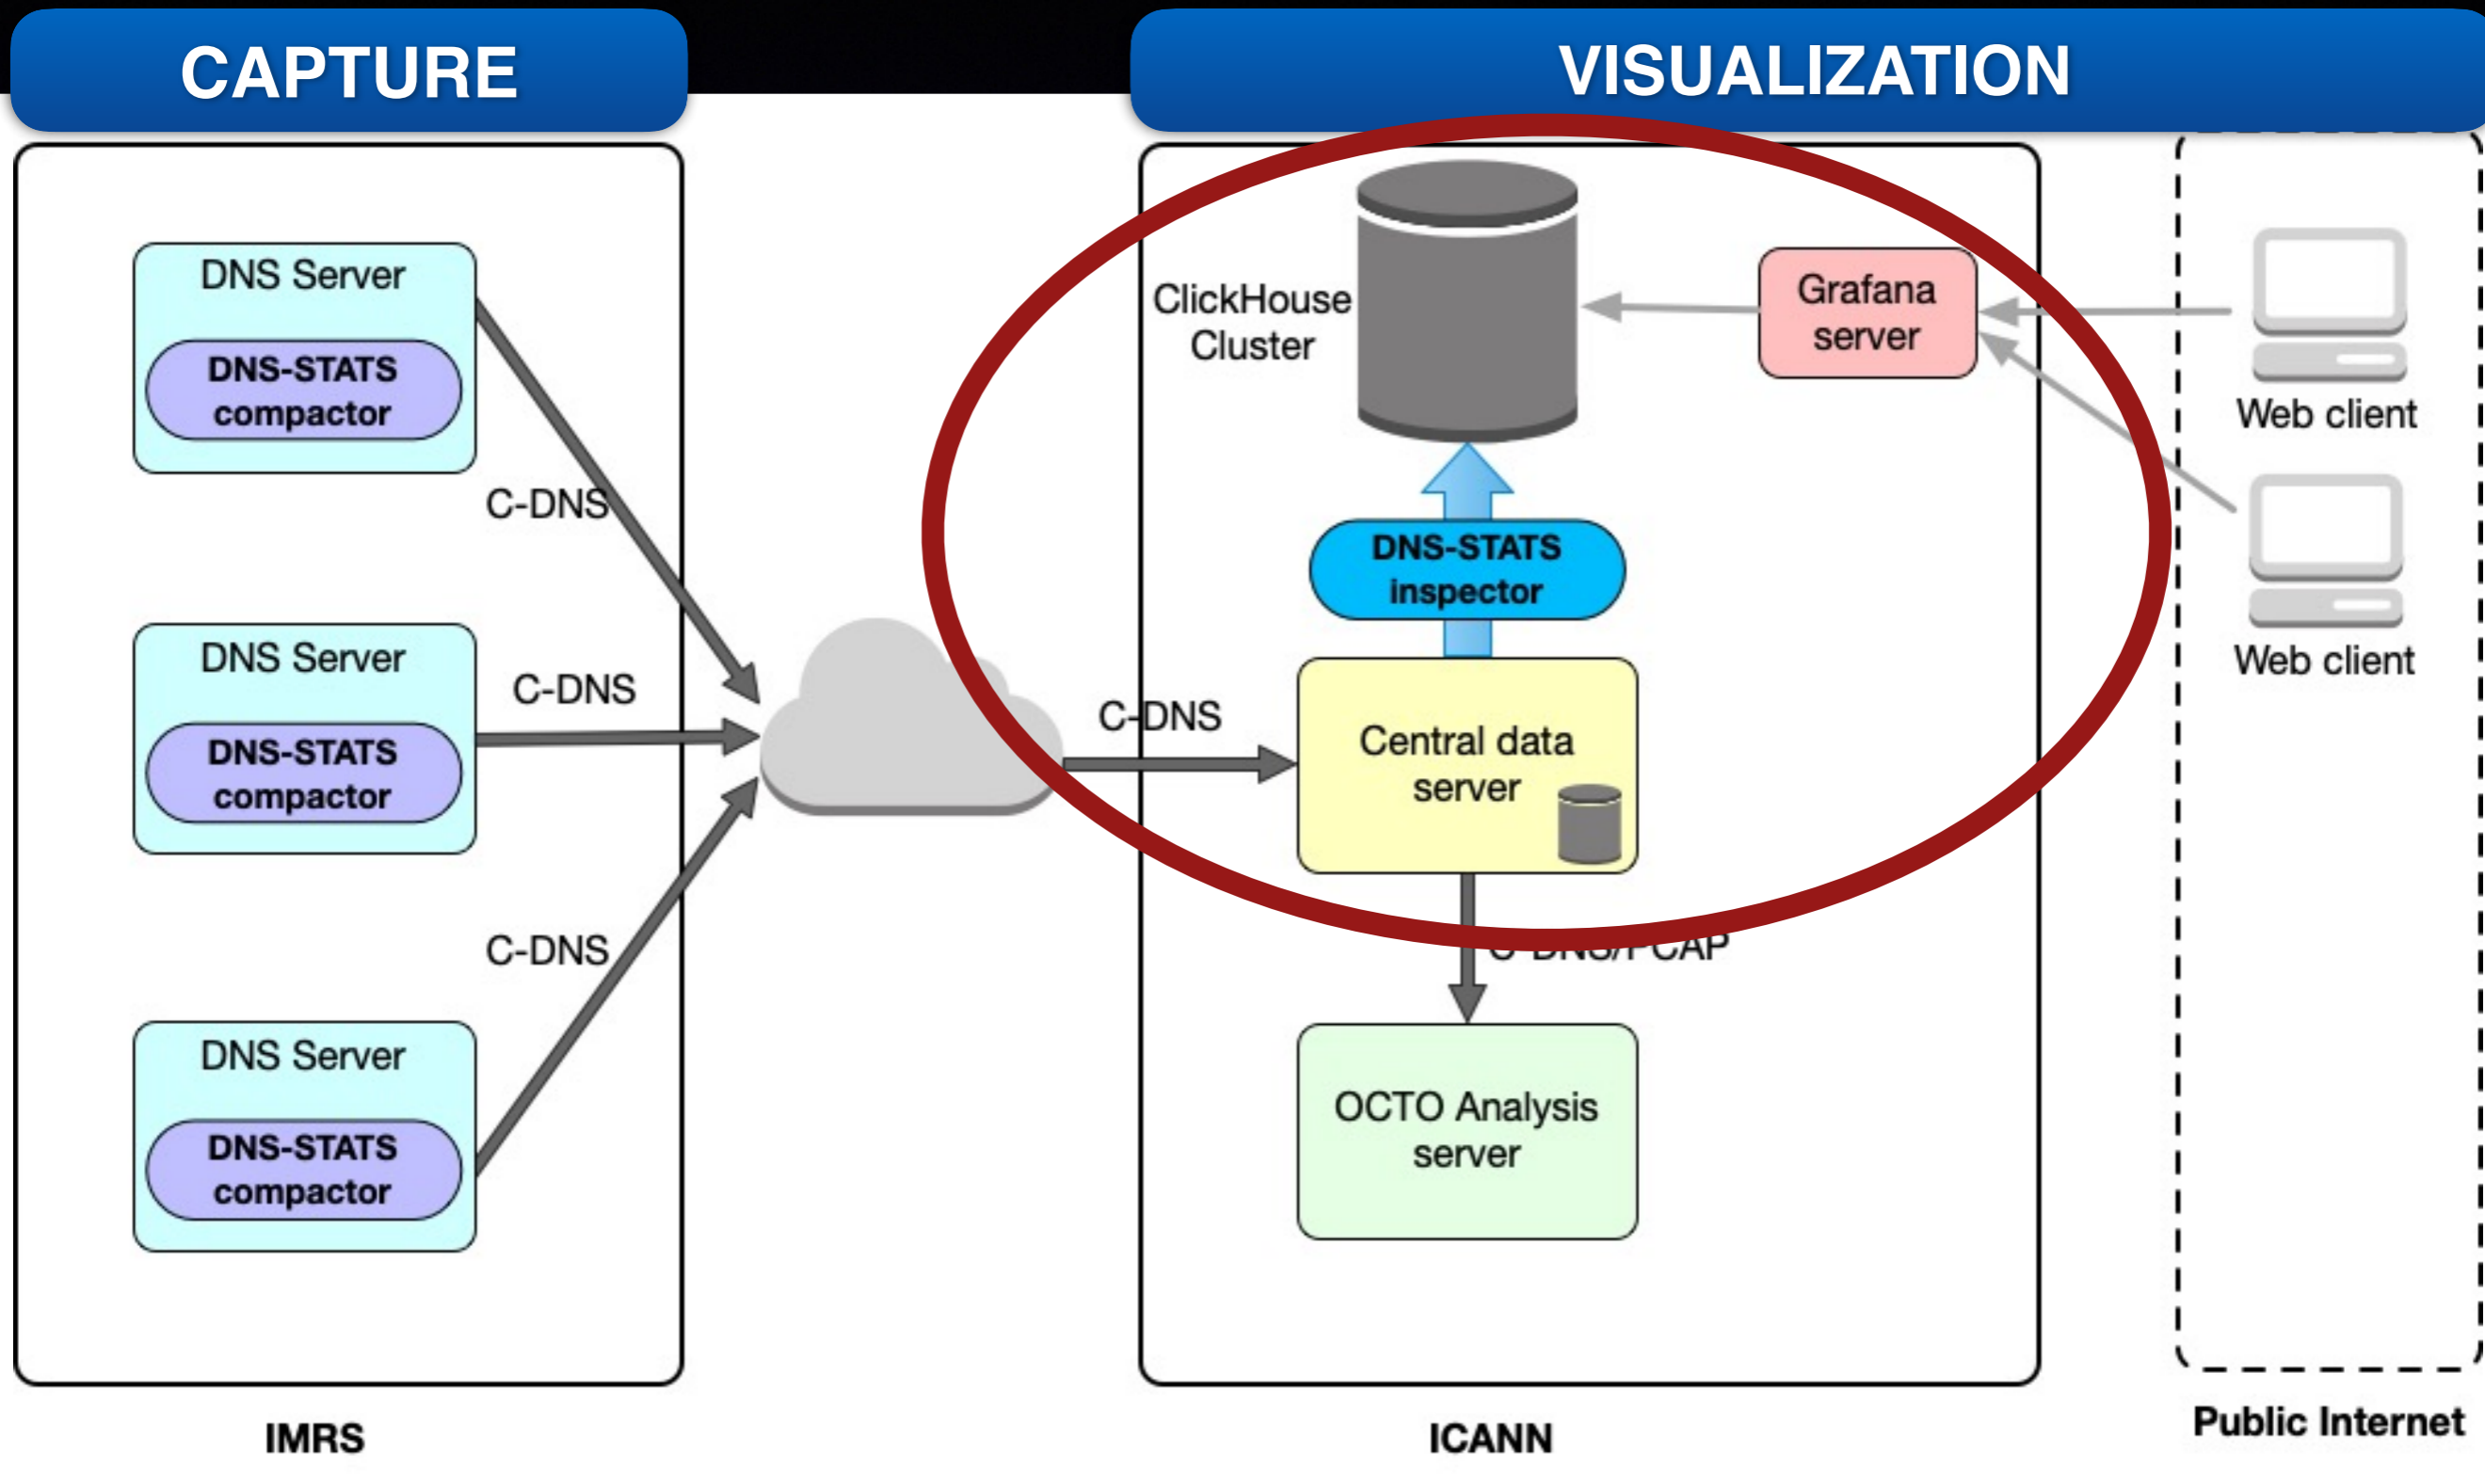 CAPTURE
VISUALIZATION
DNS Server
DNS-STATS
compactor
C-DNS
DNS Server
DNS-STATS
compactor
C-DNS
DNS Server
DNS-STATS
compactor
C-DNS
IMRS
C-DNS
ClickHouse
Cluster
Grafana
server
DNS-STATS
inspector
Central data
server
C-DNS/PCAP
OCTO Analysis
server
ICANN
Web client
Web client
Public Internet